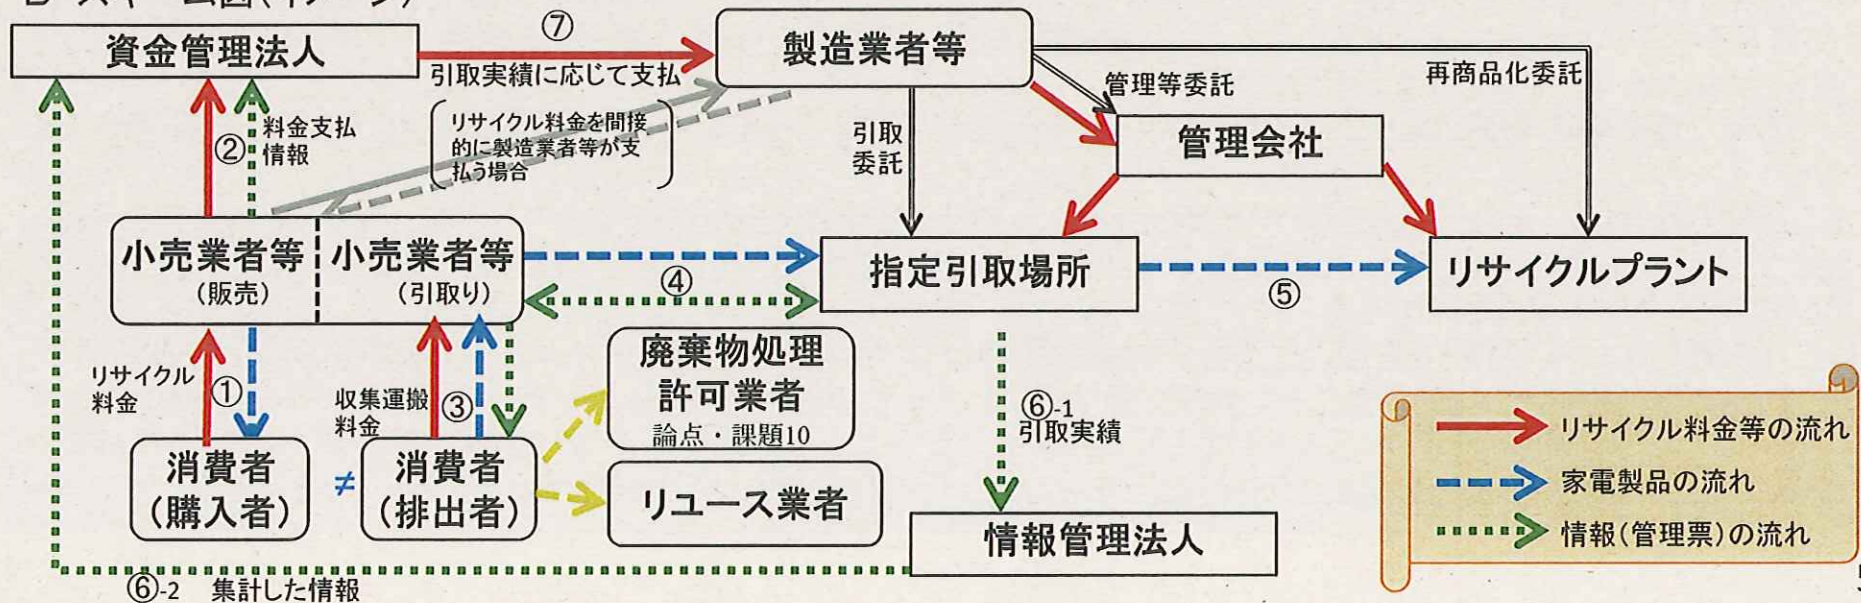 資金管理法人
⑦
引取実績に応じて支払
製造業者等
管理等委託
再商品化委託
②
料金支払
情報
リサイクル料金を間接
的に製造業者等が支
払う場合
引取
委託
管理会社
小売業者等
(販売)
小売業者等
(引取り)
④
指定引取場所
⑤
リサイクルプラント
リサイクル
料金
①
収集運搬
料金
③
廃棄物処理
許可業者
論点・課題10
⑥-1
引取実績
消費者
(購入者)
≠
消費者
(排出者)
リユース業者
情報管理法人
リサイクル料金等の流れ
家電製品の流れ
情報(管理票)の流れ
⑥-2 集計した情報